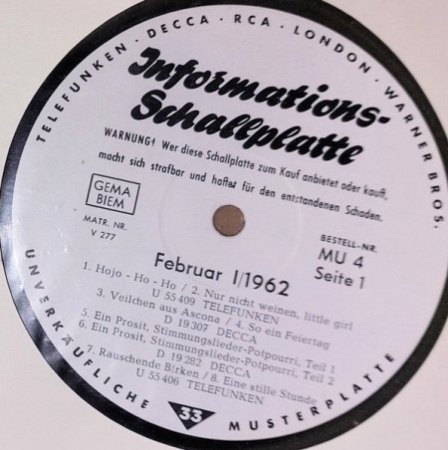 TELEFUNKEN · DECCA · RCA · LONDON · WARNER BROS.
Informations-
Schallplatte
WARNUNG! Wer diese Schallplatte zum Kauf anbietet oder kauft,
macht sich strafbar und haftet für den entstandenen Schaden.
GEMA
BIEM
MATR. NR.
V 277
BESTELL-NR.
MU 4
Seite 1
Februar I/1962
1. Hojo - Ho - Ho / 2. Nur nicht weinen, little girl
U 55 409 TELEFUNKEN
3. Veilchen aus Ascona / 4. So ein Feiertag
D 19 307 DECCA
5. Ein Prosit, Stimmungslieder-Potpourri, Teil 1
6. Ein Prosit, Stimmungslieder-Potpourri, Teil 2
D 19 282 DECCA
7. Rauschende Birken / 8. Eine stille Stunde
U 55 406 TELEFUNKEN
33
UNVERKÄUFLICHE MUSTERPLATTE